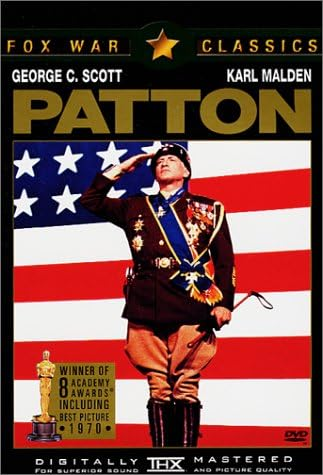 FOX WAR CLASSICS
GEORGE C. SCOTT KARL MALDEN
PATTON
WINNER OF
8 ACADEMY
AWARDS®
INCLUDING
BEST PICTURE
• 1970 •
DVD
DIGITALLY THX MASTERED
FOR SUPERIOR SOUND AND PICTURE QUALITY